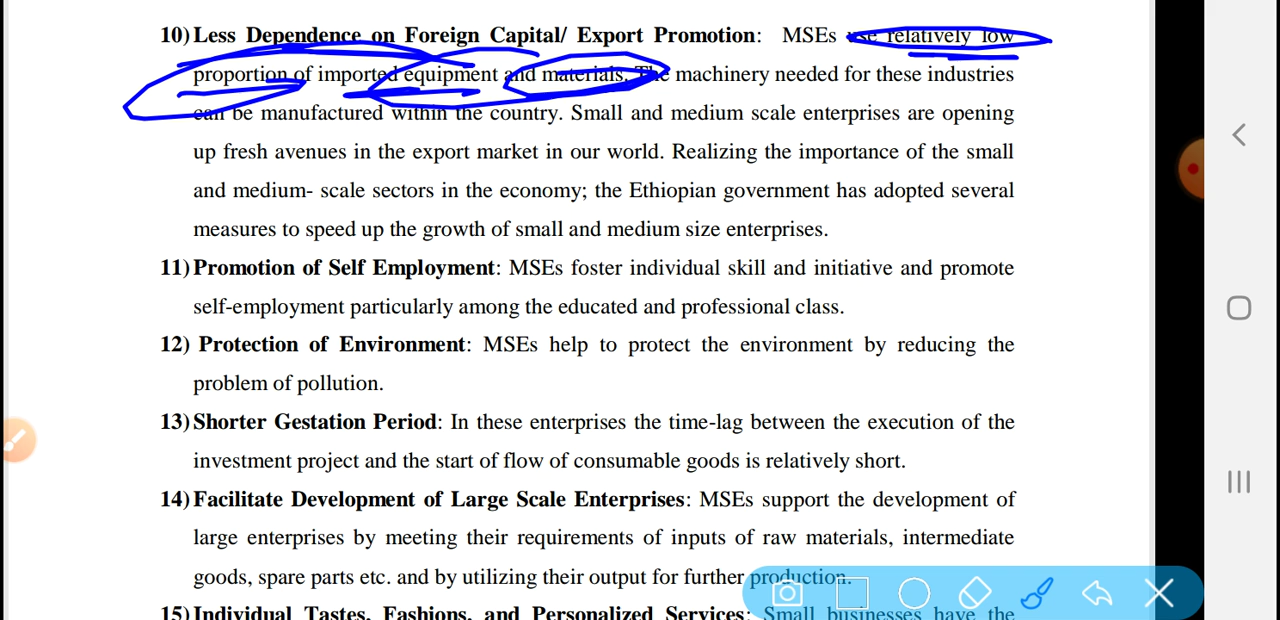 10) Less Dependence on Foreign Capital/ Export Promotion: MSEs use relatively low
proportion of imported equipment and materials. The machinery needed for these industries
can be manufactured within the country. Small and medium scale enterprises are opening
up fresh avenues in the export market in our world. Realizing the importance of the small
and medium- scale sectors in the economy; the Ethiopian government has adopted several
measures to speed up the growth of small and medium size enterprises.
11) Promotion of Self Employment: MSEs foster individual skill and initiative and promote
self-employment particularly among the educated and professional class.
12) Protection of Environment: MSEs help to protect the environment by reducing the
problem of pollution.
13) Shorter Gestation Period: In these enterprises the time-lag between the execution of the
investment project and the start of flow of consumable goods is relatively short.
14) Facilitate Development of Large Scale Enterprises: MSEs support the development of
large enterprises by meeting their requirements of inputs of raw materials, intermediate
goods, spare parts etc. and by utilizing their output for further production.
15) Individual Tastes, Fashions, and Personalized Services: Small businesses have the